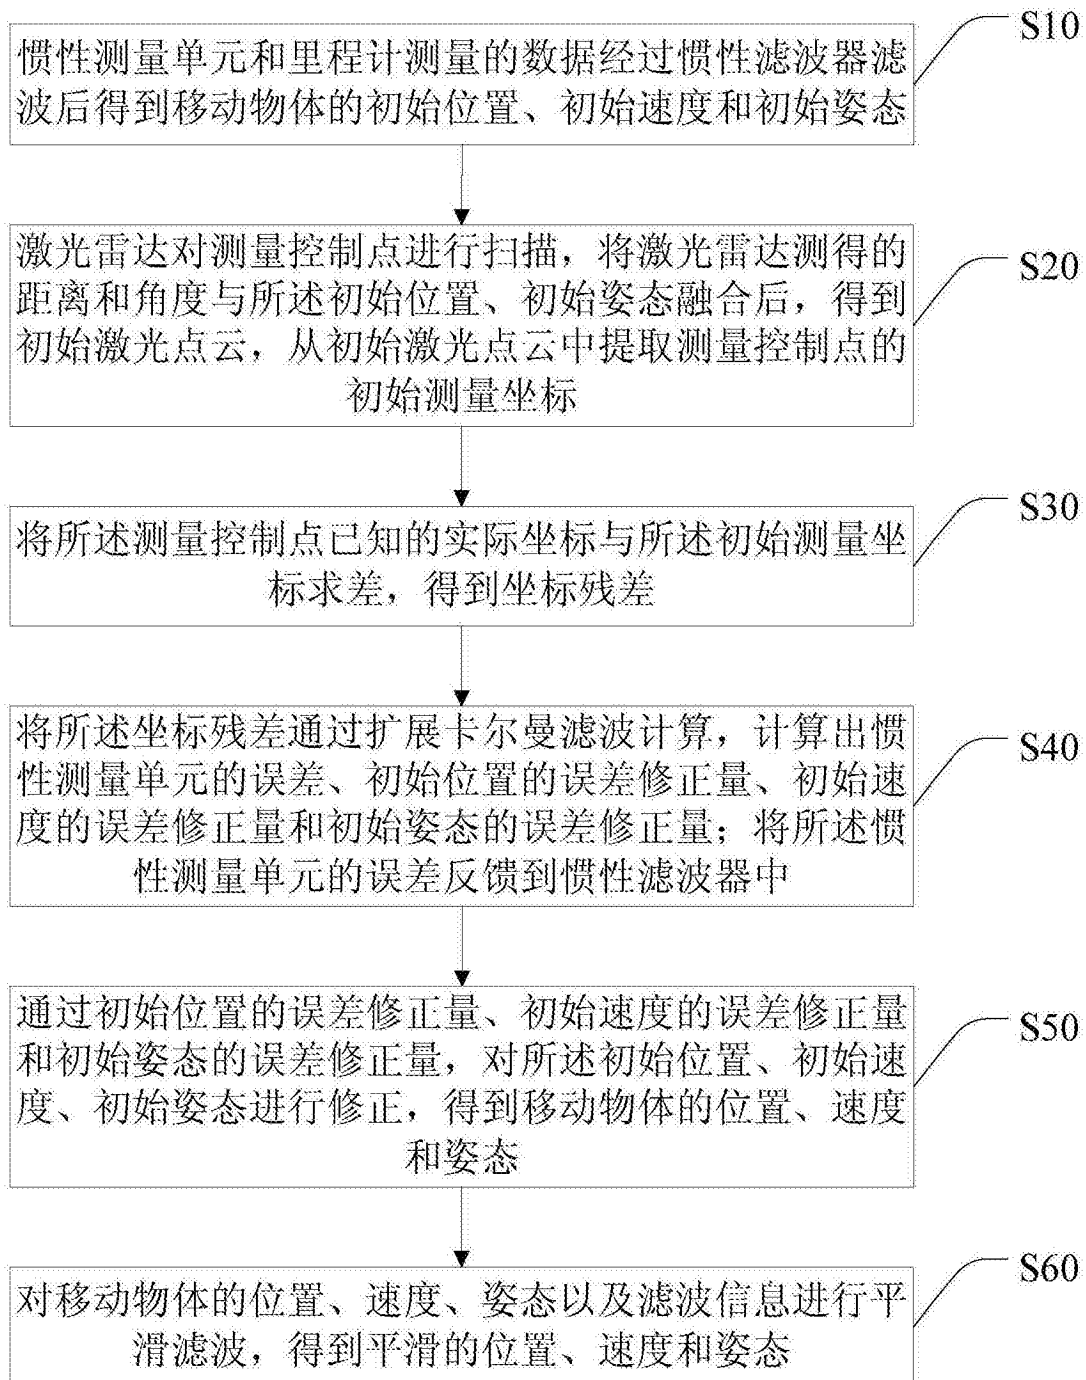 S10
惯性测量单元和里程计测量的数据经过惯性滤波器滤
波后得到移动物体的初始位置、初始速度和初始姿态
S20
激光雷达对测量控制点进行扫描，将激光雷达测得的
距离和角度与所述初始位置、初始姿态融合后，得到
初始激光点云，从初始激光点云中提取测量控制点的
初始测量坐标
S30
将所述测量控制点已知的实际坐标与所述初始测量坐
标求差，得到坐标残差
S40
将所述坐标残差通过扩展卡尔曼滤波计算，计算出惯
性测量单元的误差、初始位置的误差修正量、初始速
度的误差修正量和初始姿态的误差修正量；将所述惯
性测量单元的误差反馈到惯性滤波器中
S50
通过初始位置的误差修正量、初始速度的误差修正量
和初始姿态的误差修正量，对所述初始位置、初始速
度、初始姿态进行修正，得到移动物体的位置、速度
和姿态
S60
对移动物体的位置、速度、姿态以及滤波信息进行平
滑滤波，得到平滑的位置、速度和姿态